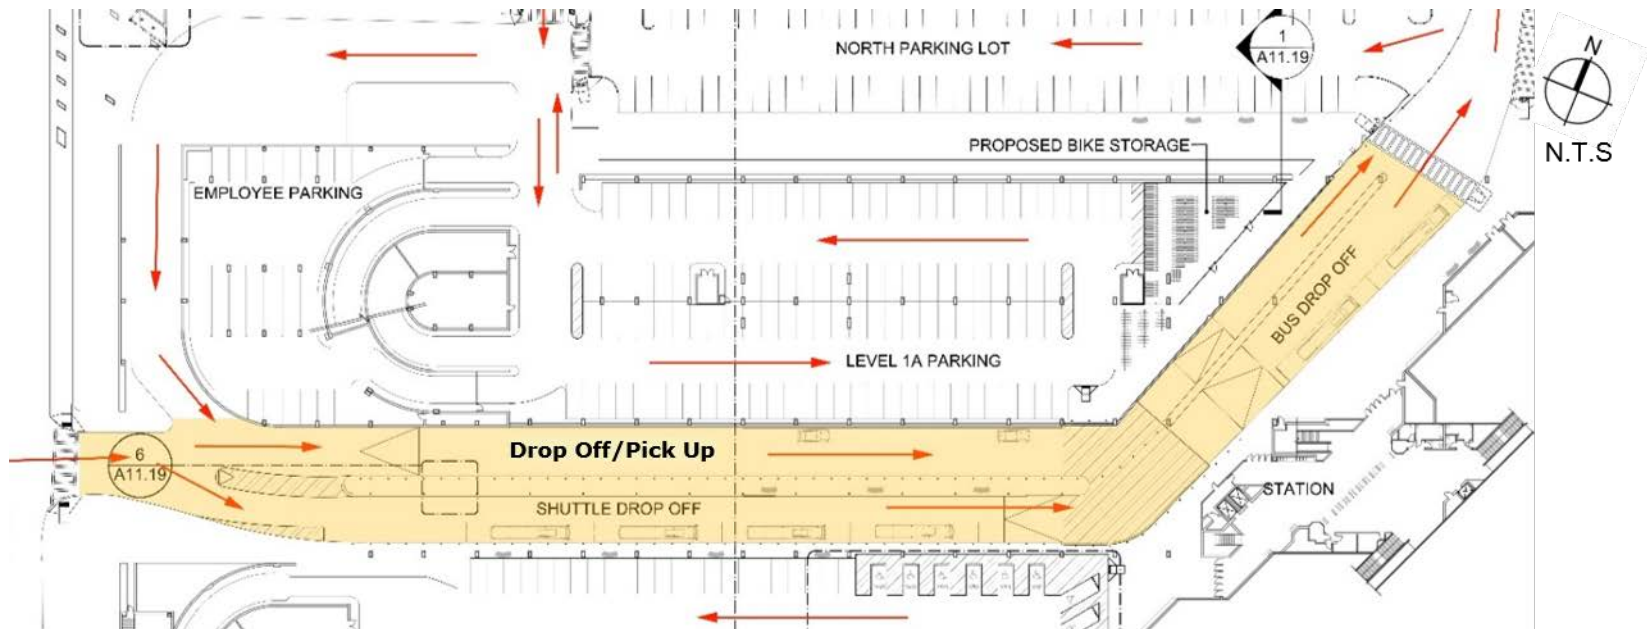 NORTH PARKING LOT
1
A11.19
N
N.T.S
PROPOSED BIKE STORAGE
EMPLOYEE PARKING
BUS DROP OFF
LEVEL 1A PARKING
Drop Off/Pick Up
6
A11.19
SHUTTLE DROP OFF
STATION